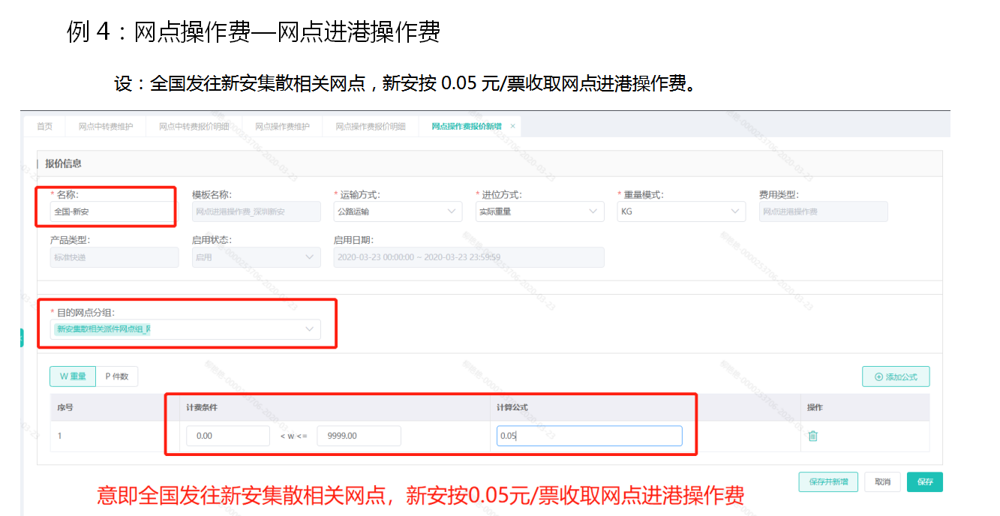 例 4：网点操作费—网点进港操作费
设：全国发往新安集散相关网点，新安按 0.05 元/票收取网点进港操作费。
首页 网点中转费维护 网点中转费报价明细 网点操作费维护 网点操作费报价明细 网点操作费报价新增 ×
报价信息
* 名称: 模板名称: * 运输方式: * 进位方式: * 重量模式: 费用类型:
全国-新安 网点进港操作费_深圳新安 公路运输 实际重量 KG 网点进港操作费
产品类型: 启用状态: 启用日期:
标准快递 启用 2020-03-23 00:00:00 ~ 2020-03-23 23:59:59
* 目的网点分组:
新安集散相关派件网点组_
W 重量 P 件数 添加公式
序号 计费条件 计算公式 操作
1 0.00 < w <= 9999.00 0.05
保存并新增 取消 保存
意即全国发往新安集散相关网点，新安按0.05元/票收取网点进港操作费